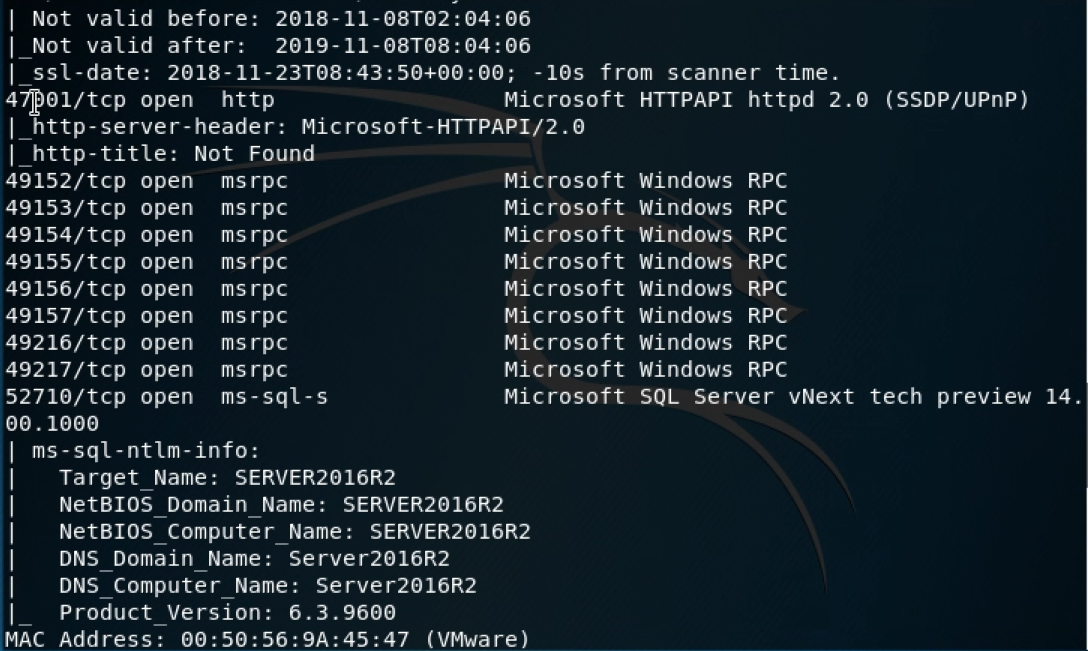 | Not valid before: 2018-11-08T02:04:06
|_Not valid after:  2019-11-08T08:04:06
|_ssl-date: 2018-11-23T08:43:50+00:00; -10s from scanner time.
47001/tcp open  http                 Microsoft HTTPAPI httpd 2.0 (SSDP/UPnP)
|_http-server-header: Microsoft-HTTPAPI/2.0
|_http-title: Not Found
49152/tcp open  msrpc                Microsoft Windows RPC
49153/tcp open  msrpc                Microsoft Windows RPC
49154/tcp open  msrpc                Microsoft Windows RPC
49155/tcp open  msrpc                Microsoft Windows RPC
49156/tcp open  msrpc                Microsoft Windows RPC
49157/tcp open  msrpc                Microsoft Windows RPC
49216/tcp open  msrpc                Microsoft Windows RPC
49217/tcp open  msrpc                Microsoft Windows RPC
52710/tcp open  ms-sql-s             Microsoft SQL Server vNext tech preview 14.
00.1000
| ms-sql-ntlm-info:
|   Target_Name: SERVER2016R2
|   NetBIOS_Domain_Name: SERVER2016R2
|   NetBIOS_Computer_Name: SERVER2016R2
|   DNS_Domain_Name: Server2016R2
|   DNS_Computer_Name: Server2016R2
|_  Product_Version: 6.3.9600
MAC Address: 00:50:56:9A:45:47 (VMware)